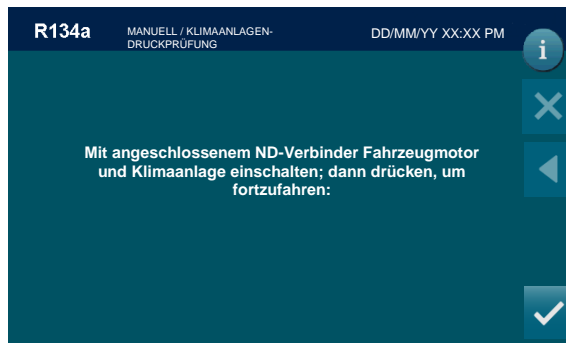 R134a
MANUELL / KLIMAANLAGEN-
DRUCKPRÜFUNG
DD/MM/YY XX:XX PM
i
Mit angeschlossenem ND-Verbinder Fahrzeugmotor
und Klimaanlage einschalten; dann drücken, um
fortzufahren: